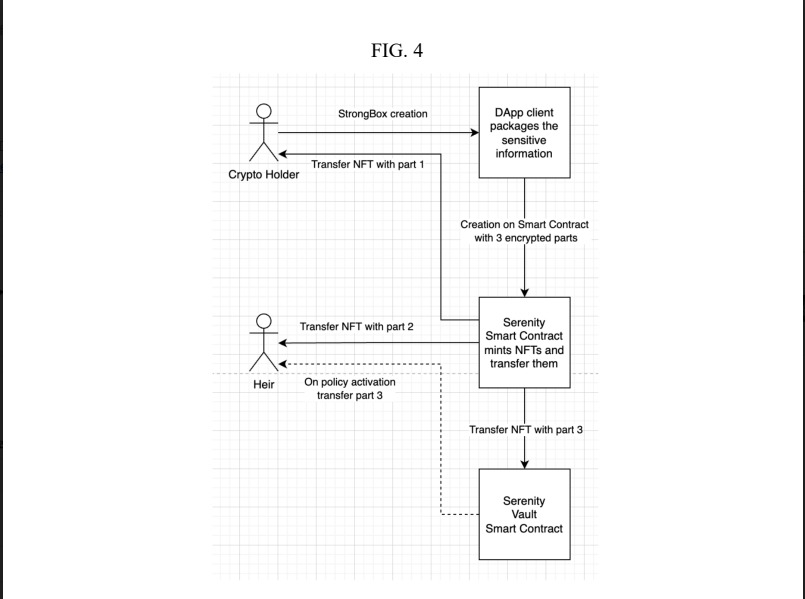 FIG. 4
StrongBox creation
DApp client
packages the
sensitive
information
Transfer NFT with part 1
Crypto Holder
Creation on Smart Contract
with 3 encrypted parts
Transfer NFT with part 2
Serenity
Smart Contract
mints NFTs and
transfer them
Heir
On policy activation
transfer part 3
Transfer NFT with part 3
Serenity
Vault
Smart Contract